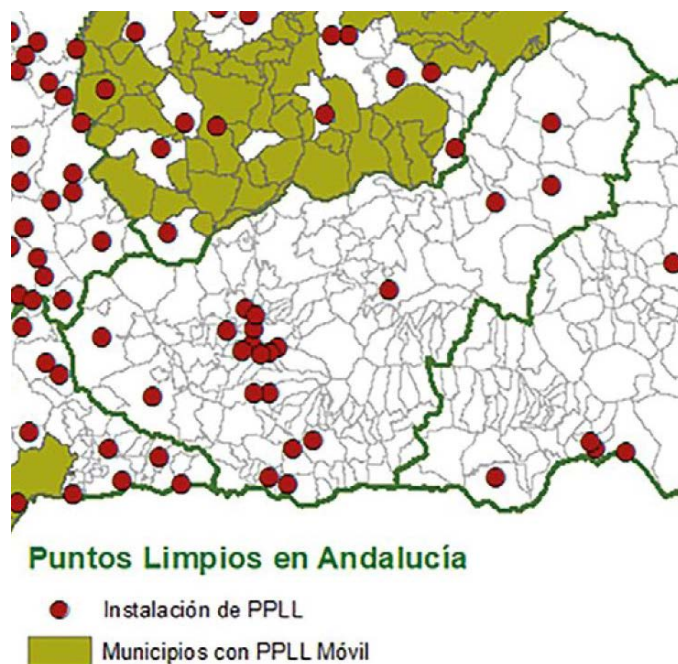 Puntos Limpios en Andalucía
Instalación de PPLL
Municipios con PPLL Móvil